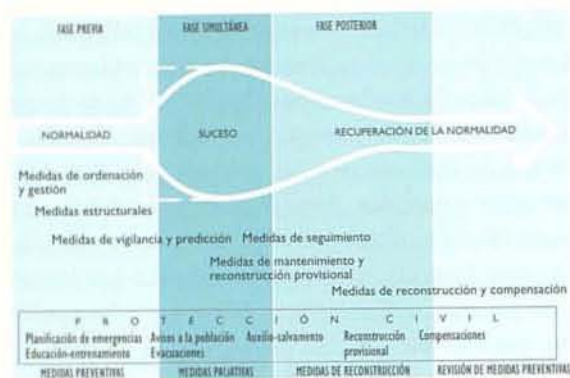 FASE PREVIA
FASE SIMULTÁNEA
FASE POSTERIOR
NORMALIDAD
SUCESO
RECUPERACIÓN DE LA NORMALIDAD
Medidas de ordenación
y gestión
Medidas estructurales
Medidas de vigilancia y predicción
Medidas de seguimiento
Medidas de mantenimiento y
reconstrucción provisional
Medidas de reconstrucción y compensación
PROTECCIÓN CIVIL
Planificación de emergencias
Avisos a la población
Auxilio-salvamento
Reconstrucción
provisional
Compensaciones
Educación-entrenamiento
Evacuaciones
MEDIDAS PREVENTIVAS
MEDIDAS PALIATIVAS
MEDIDAS DE RECONSTRUCCIÓN
REVISIÓN DE MEDIDAS PREVENTIVAS